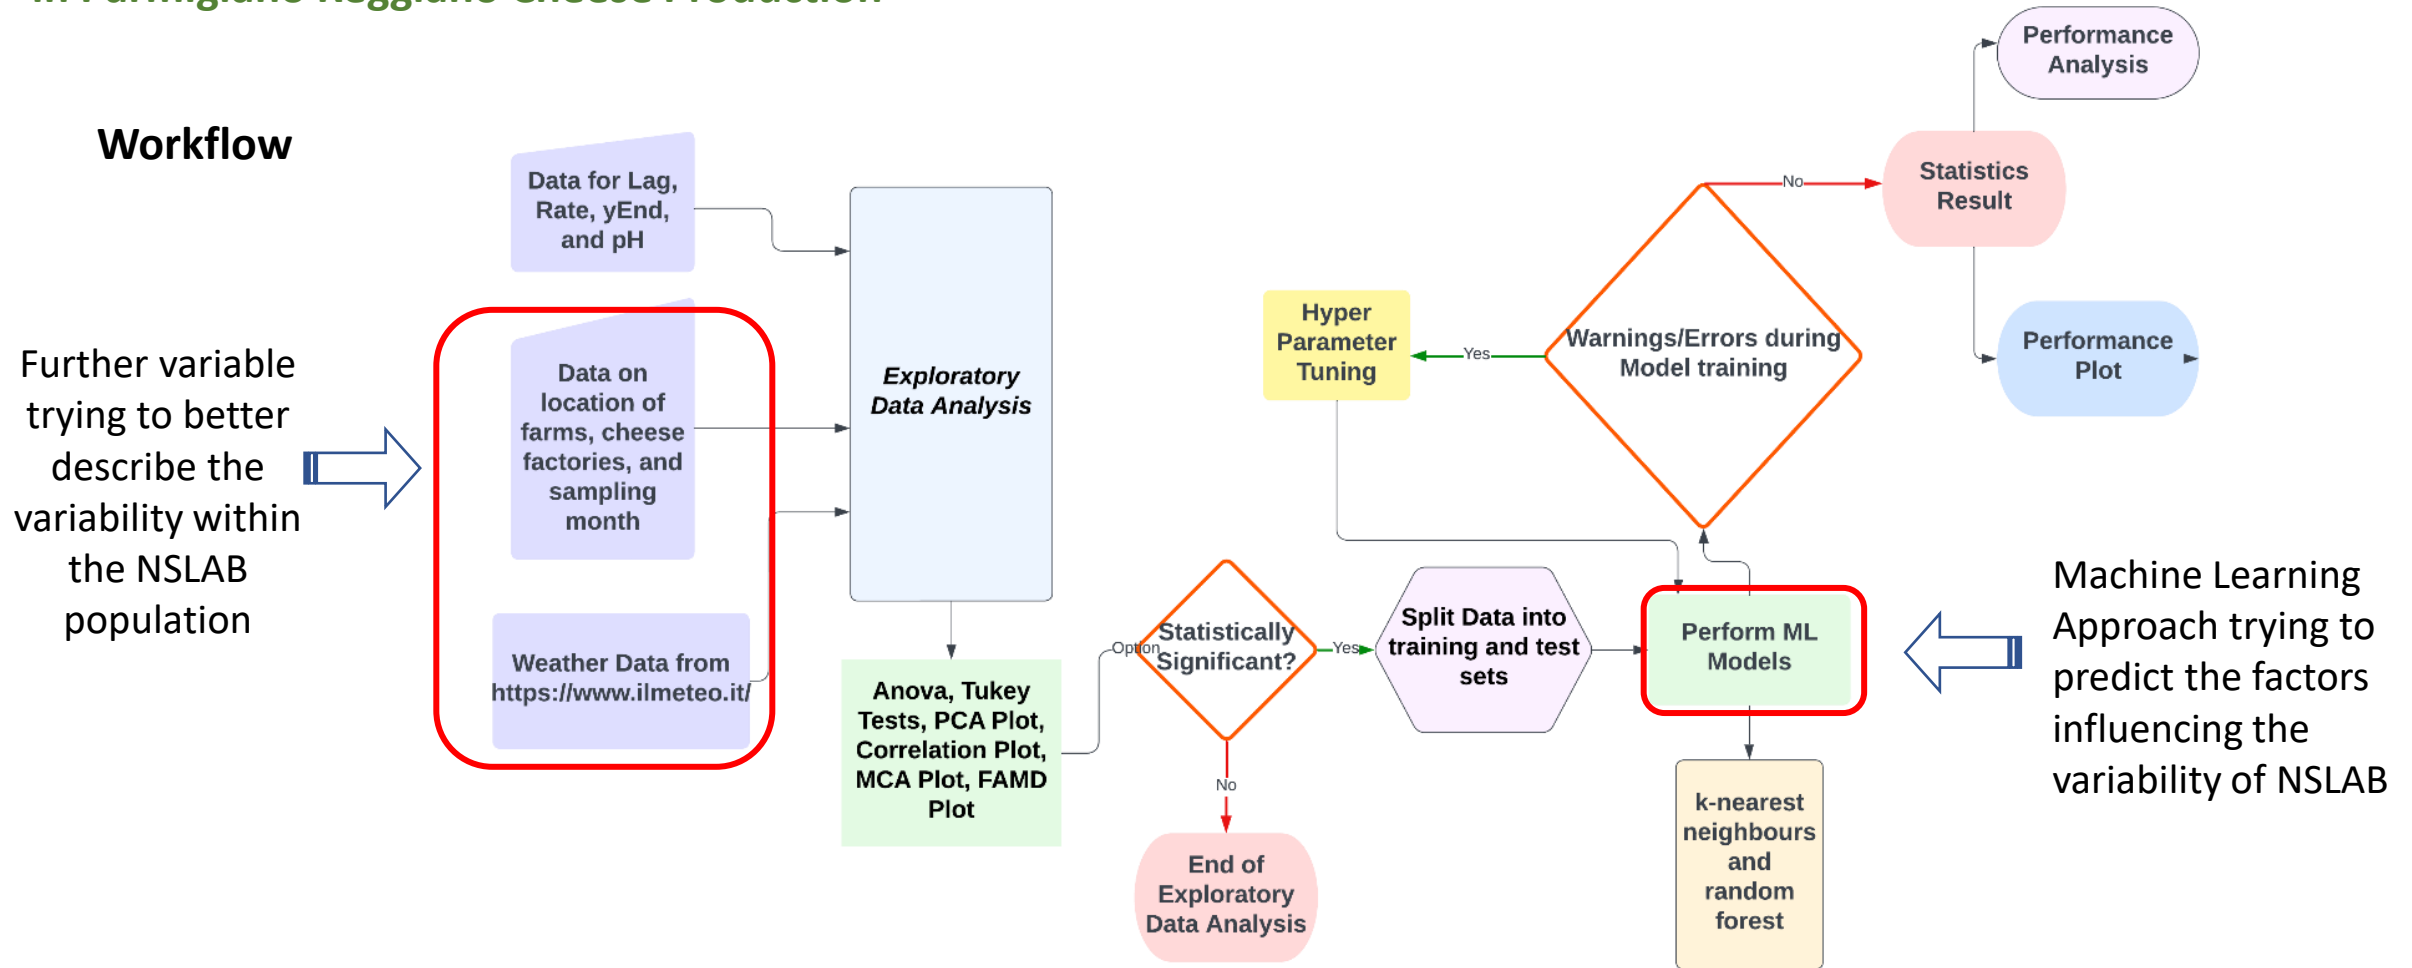 in Parmigiano Reggiano Cheese Production
Workflow
Data for Lag,
Rate, yEnd,
and pH
Further variable
trying to better
describe the
variability within
the NSLAB
population
Data on
location of
farms, cheese
factories, and
sampling
month
Weather Data from
https://www.ilmeteo.it/
Exploratory
Data Analysis
Anova, Tukey
Tests, PCA Plot,
Correlation Plot,
MCA Plot, FAMD
Plot
Option
Statistically
Significant?
Yes
No
End of
Exploratory
Data Analysis
Split Data into
training and test
sets
Perform ML
Models
k-nearest
neighbours
and
random
forest
Hyper
Parameter
Tuning
Yes
Warnings/Errors during
Model training
No
Statistics
Result
Performance
Analysis
Performance
Plot
Machine Learning
Approach trying to
predict the factors
influencing the
variability of NSLAB